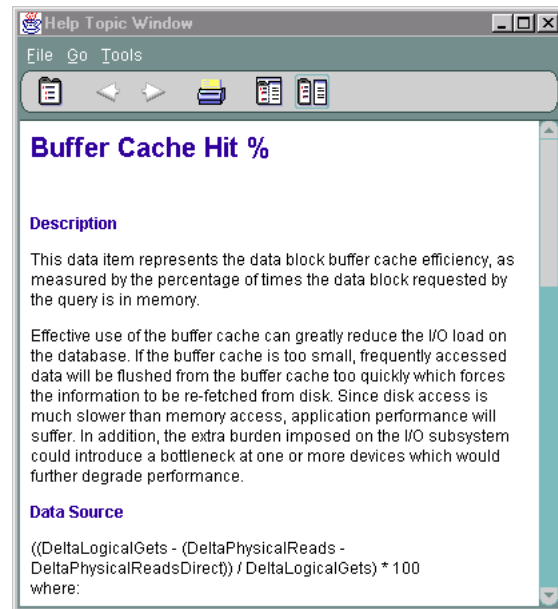 Help Topic Window
File Go Tools
Buffer Cache Hit %
Description
This data item represents the data block buffer cache efficiency, as
measured by the percentage of times the data block requested by
the query is in memory.
Effective use of the buffer cache can greatly reduce the I/O load on
the database. If the buffer cache is too small, frequently accessed
data will be flushed from the buffer cache too quickly which forces
the information to be re-fetched from disk. Since disk access is
much slower than memory access, application performance will
suffer. In addition, the extra burden imposed on the I/O subsystem
could introduce a bottleneck at one or more devices which would
further degrade performance.
Data Source
((DeltaLogicalGets - (DeltaPhysicalReads -
DeltaPhysicalReadsDirect)) / DeltaLogicalGets) * 100
where: